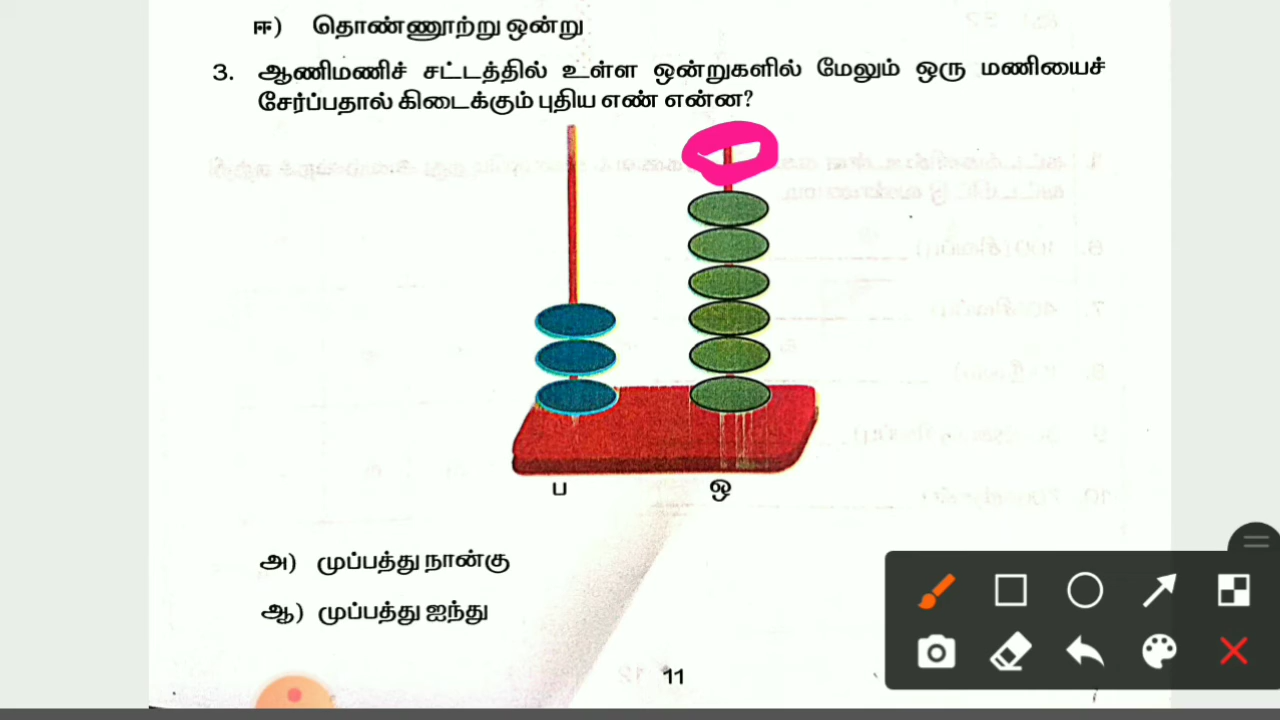 ஈ) தொண்ணூற்று ஒன்று
3. ஆணிமணிச் சட்டத்தில் உள்ள ஒன்றுகளில் மேலும் ஒரு மணியைச்
சேர்ப்பதால் கிடைக்கும் புதிய எண் என்ன?
ப ஒ
அ) முப்பத்து நான்கு
ஆ) முப்பத்து ஐந்து
11